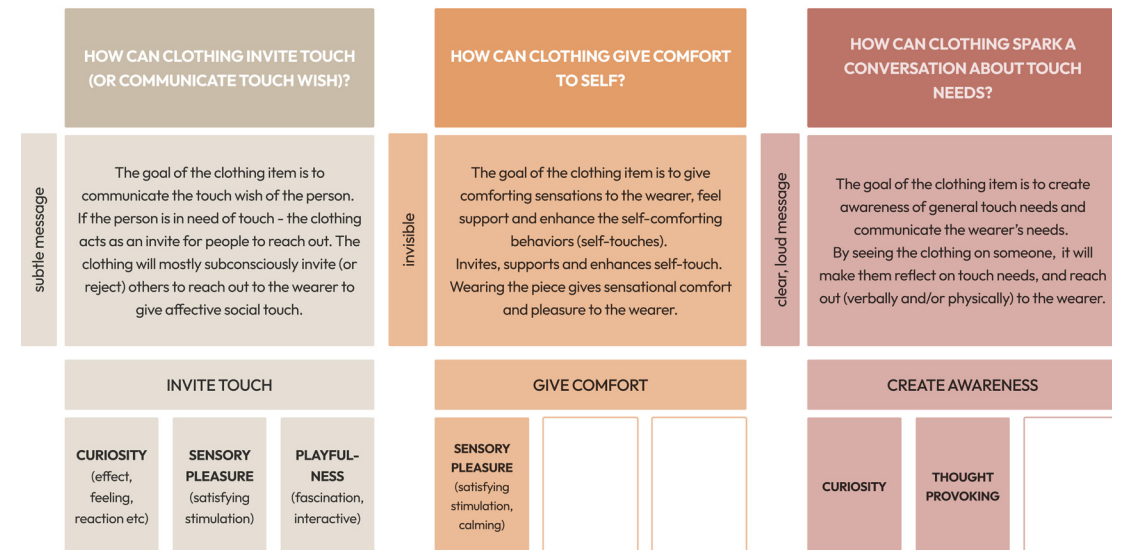 HOW CAN CLOTHING INVITE TOUCH
(OR COMMUNICATE TOUCH WISH)?
subtle message
The goal of the clothing item is to
communicate the touch wish of the person.
If the person is in need of touch - the clothing
acts as an invite for people to reach out. The
clothing will mostly subconsciously invite (or
reject) others to reach out to the wearer to
give affective social touch.
INVITE TOUCH
CURIOSITY
(effect,
feeling,
reaction etc)
SENSORY
PLEASURE
(satisfying
stimulation)
PLAYFUL-
NESS
(fascination,
interactive)
HOW CAN CLOTHING GIVE COMFORT
TO SELF?
invisible
The goal of the clothing item is to give
comforting sensations to the wearer, feel
support and enhance the self-comforting
behaviors (self-touches).
Invites, supports and enhances self-touch.
Wearing the piece gives sensational comfort
and pleasure to the wearer.
GIVE COMFORT
SENSORY
PLEASURE
(satisfying
stimulation,
calming)
HOW CAN CLOTHING SPARK A
CONVERSATION ABOUT TOUCH
NEEDS?
clear, loud message
The goal of the clothing item is to create
awareness of general touch needs and
communicate the wearer's needs.
By seeing the clothing on someone, it will
make them reflect on touch needs, and reach
out (verbally and/or physically) to the wearer.
CREATE AWARENESS
CURIOSITY
THOUGHT
PROVOKING